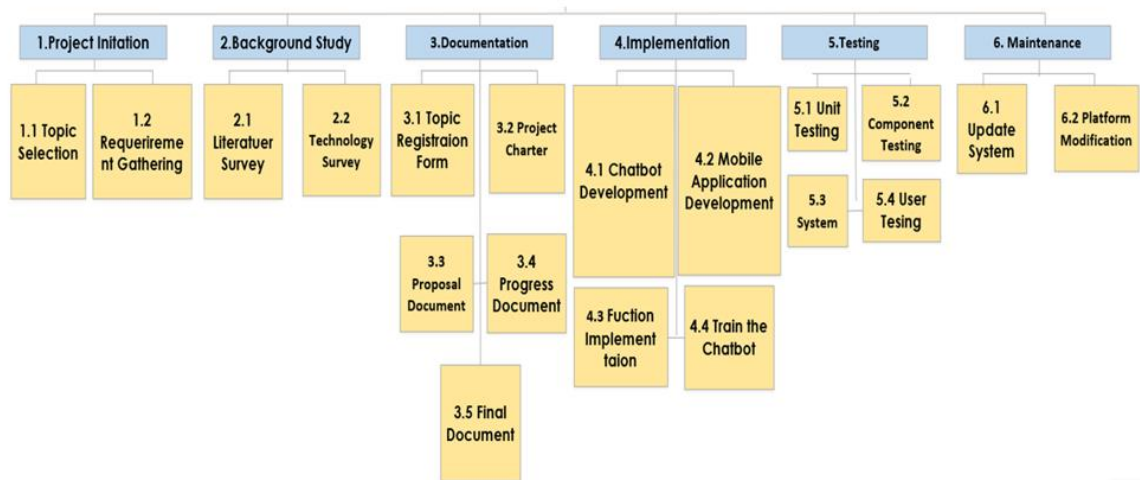 1.Project Initation
2.Background Study
3.Documentation
4.Implementation
5.Testing
6. Maintenance
1.1 Topic
Selection
1.2
Requerireme
nt Gathering
2.1
Literatuer
Survey
2.2
Technology
Survey
3.1 Topic
Registraion
Form
3.2 Project
Charter
3.3
Proposal
Document
3.4
Progress
Document
3.5 Final
Document
4.1 Chatbot
Development
4.2 Mobile
Application
Development
4.3 Fuction
Implement
taion
4.4 Train the
Chatbot
5.1 Unit
Testing
5.2
Component
Testing
5.3
System
5.4 User
Tesing
6.1
Update
System
6.2 Platform
Modification